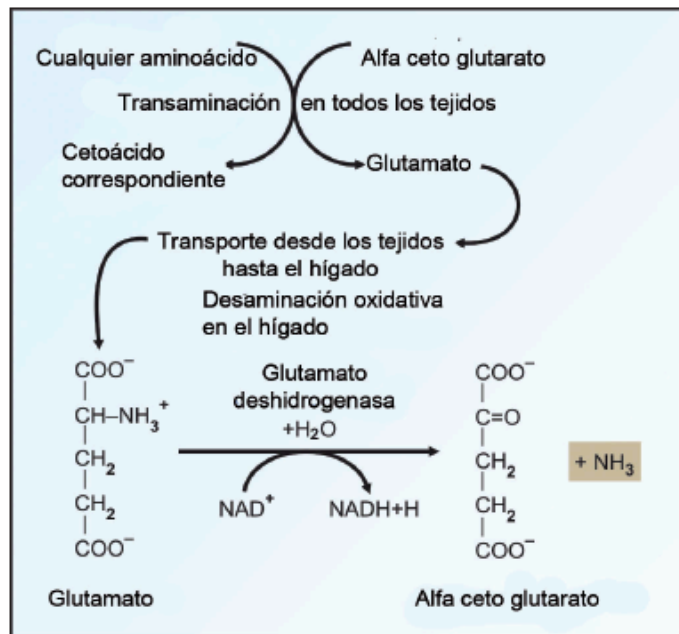 Cualquier aminoácido
Alfa ceto glutarato
Transaminación
en todos los tejidos
Cetoácido
correspondiente
Glutamato
Transporte desde los tejidos
hasta el hígado
Desaminación oxidativa
en el hígado
COO⁻
CH–NH₃⁺
CH₂
CH₂
COO⁻
Glutamato
Glutamato
deshidrogenasa
+H₂O
NAD⁺
NADH+H
COO⁻
C=O
CH₂
CH₂
COO⁻
Alfa ceto glutarato
+ NH₃